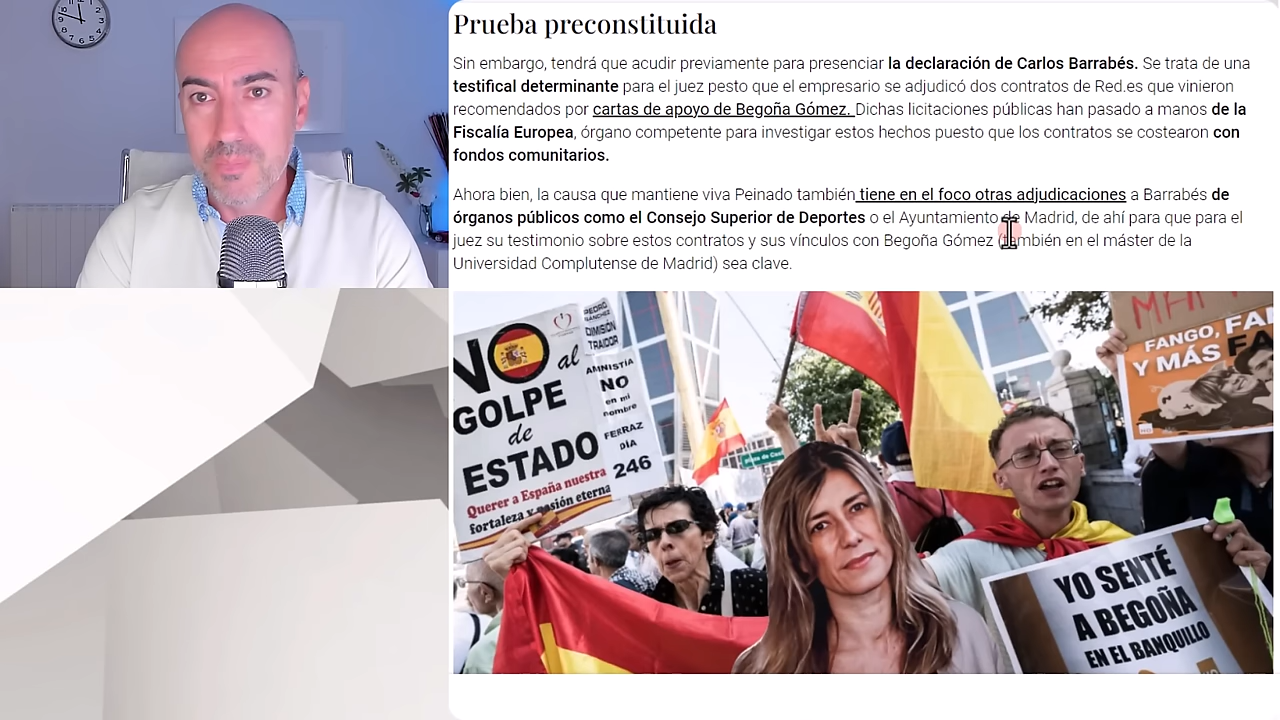 Prueba preconstituida
Sin embargo, tendrá que acudir previamente para presenciar la declaración de Carlos Barrabés. Se trata de una
testifical determinante para el juez pesto que el empresario se adjudicó dos contratos de Red.es que vinieron
recomendados por cartas de apoyo de Begoña Gómez. Dichas licitaciones públicas han pasado a manos de la
Fiscalía Europea, órgano competente para investigar estos hechos puesto que los contratos se costearon con
fondos comunitarios.
Ahora bien, la causa que mantiene viva Peinado también tiene en el foco otras adjudicaciones a Barrabés de
órganos públicos como el Consejo Superior de Deportes o el Ayuntamiento de Madrid, de ahí para que para el
juez su testimonio sobre estos contratos y sus vínculos con Begoña Gómez (también en el máster de la
Universidad Complutense de Madrid) sea clave.
NO al
GOLPE
de
ESTADO
Querer a España nuestra
fortaleza y pasión eterna
PEDRO
SÁNCHEZ
DIMISIÓN
TRAIDOR
AMNISTÍA
NO
en mi
nombre
FERRAZ
DÍA
246
FANGO, FA
Y MÁS FA
YO SENTÉ
A BEGOÑA
EN EL BANQUILLO